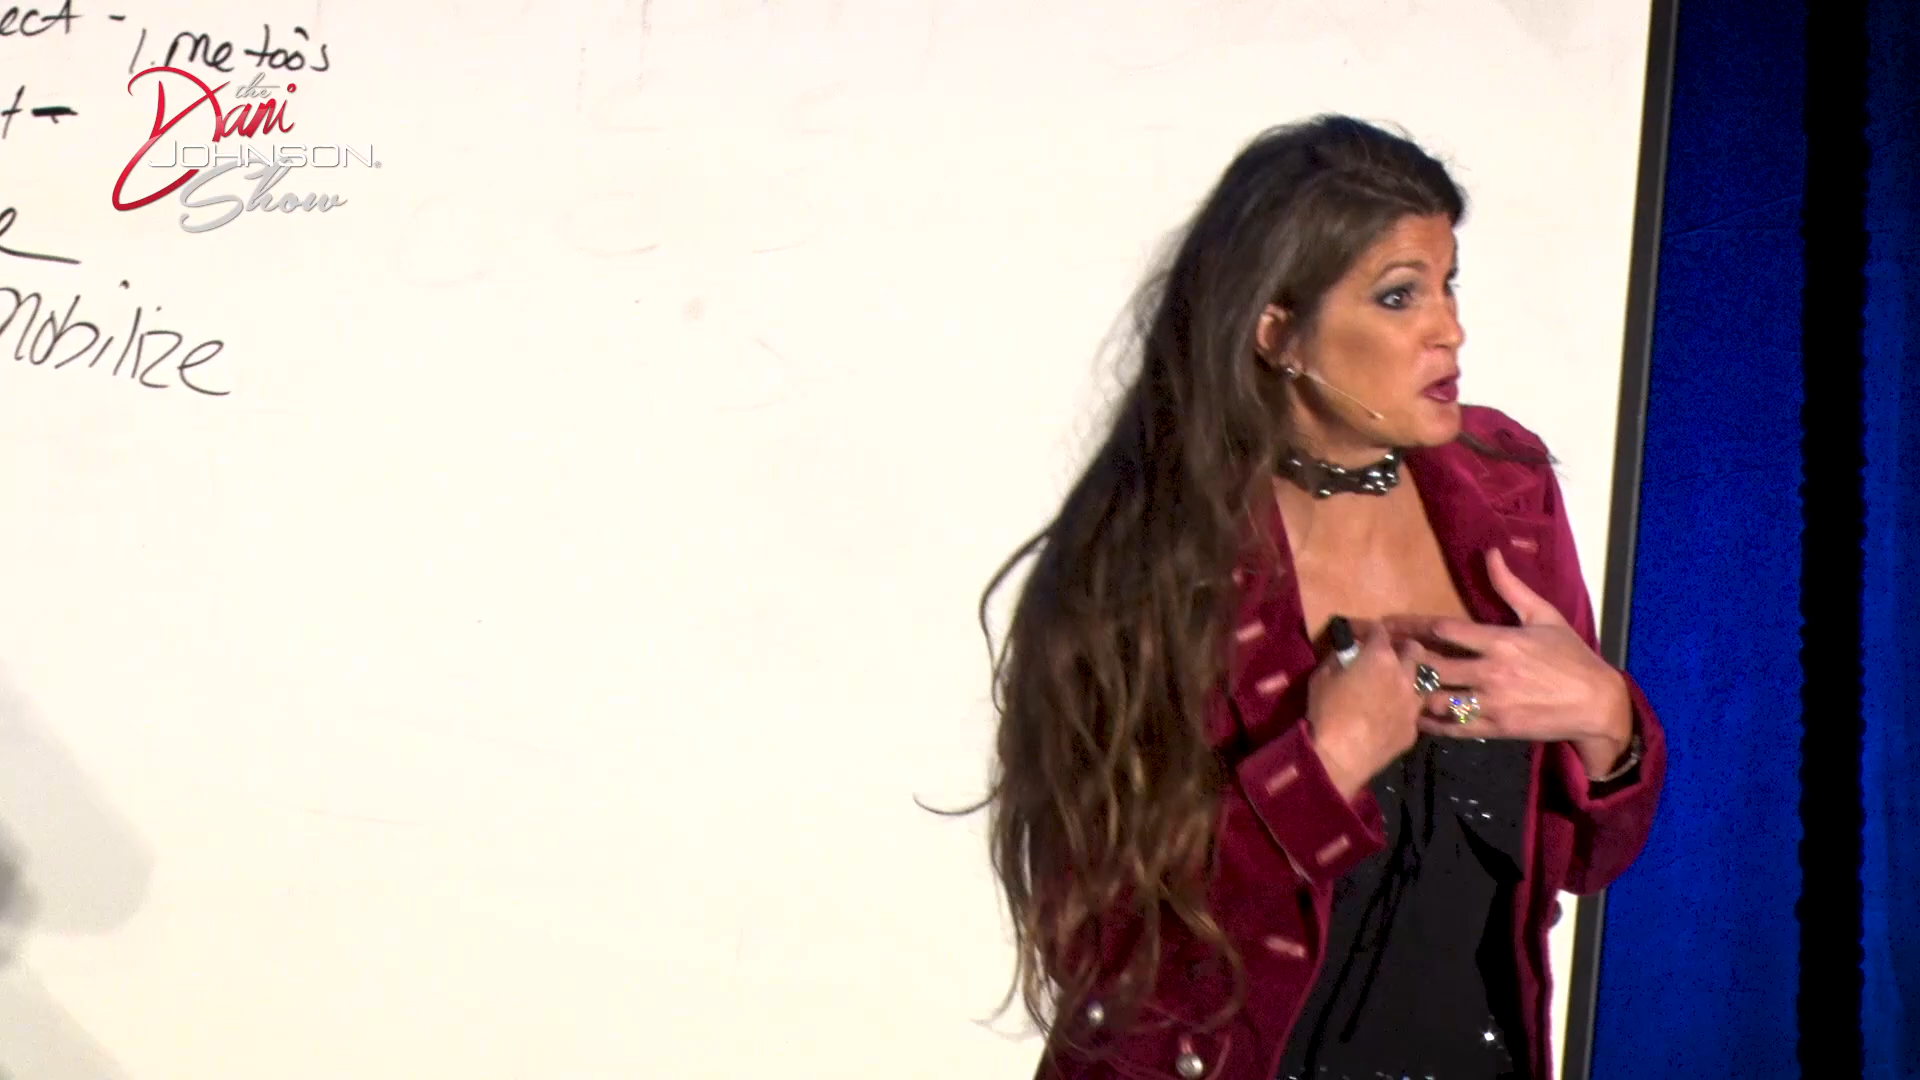 ect - 1. me too's
t -
the
Dani
JOHNSON®
Show
e
mobilize